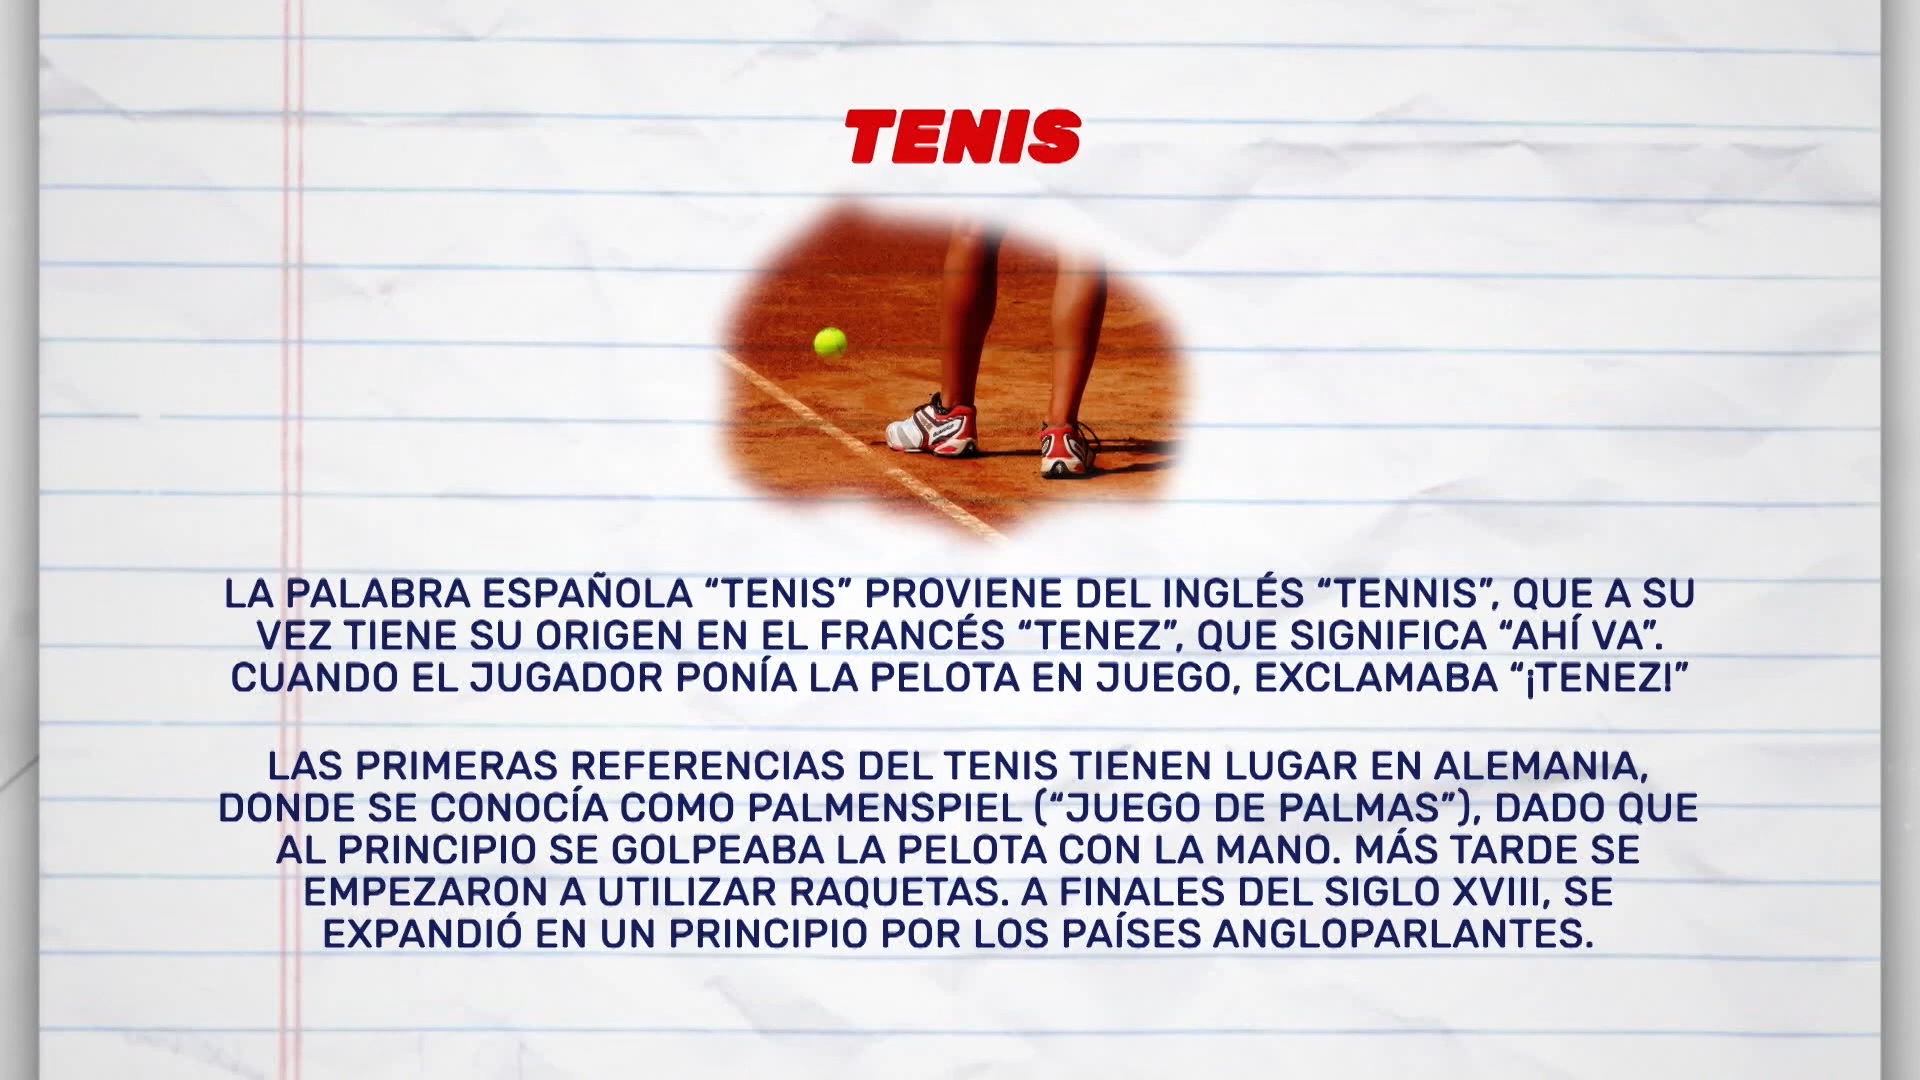 TENIS
LA PALABRA ESPAÑOLA “TENIS” PROVIENE DEL INGLÉS “TENNIS”, QUE A SU
VEZ TIENE SU ORIGEN EN EL FRANCÉS “TENEZ”, QUE SIGNIFICA “AHÍ VA”.
CUANDO EL JUGADOR PONÍA LA PELOTA EN JUEGO, EXCLAMABA “¡TENEZ!”
LAS PRIMERAS REFERENCIAS DEL TENIS TIENEN LUGAR EN ALEMANIA,
DONDE SE CONOCÍA COMO PALMENSPIEL (“JUEGO DE PALMAS”), DADO QUE
AL PRINCIPIO SE GOLPEABA LA PELOTA CON LA MANO. MÁS TARDE SE
EMPEZARON A UTILIZAR RAQUETAS. A FINALES DEL SIGLO XVIII, SE
EXPANDIÓ EN UN PRINCIPIO POR LOS PAÍSES ANGLOPARLANTES.